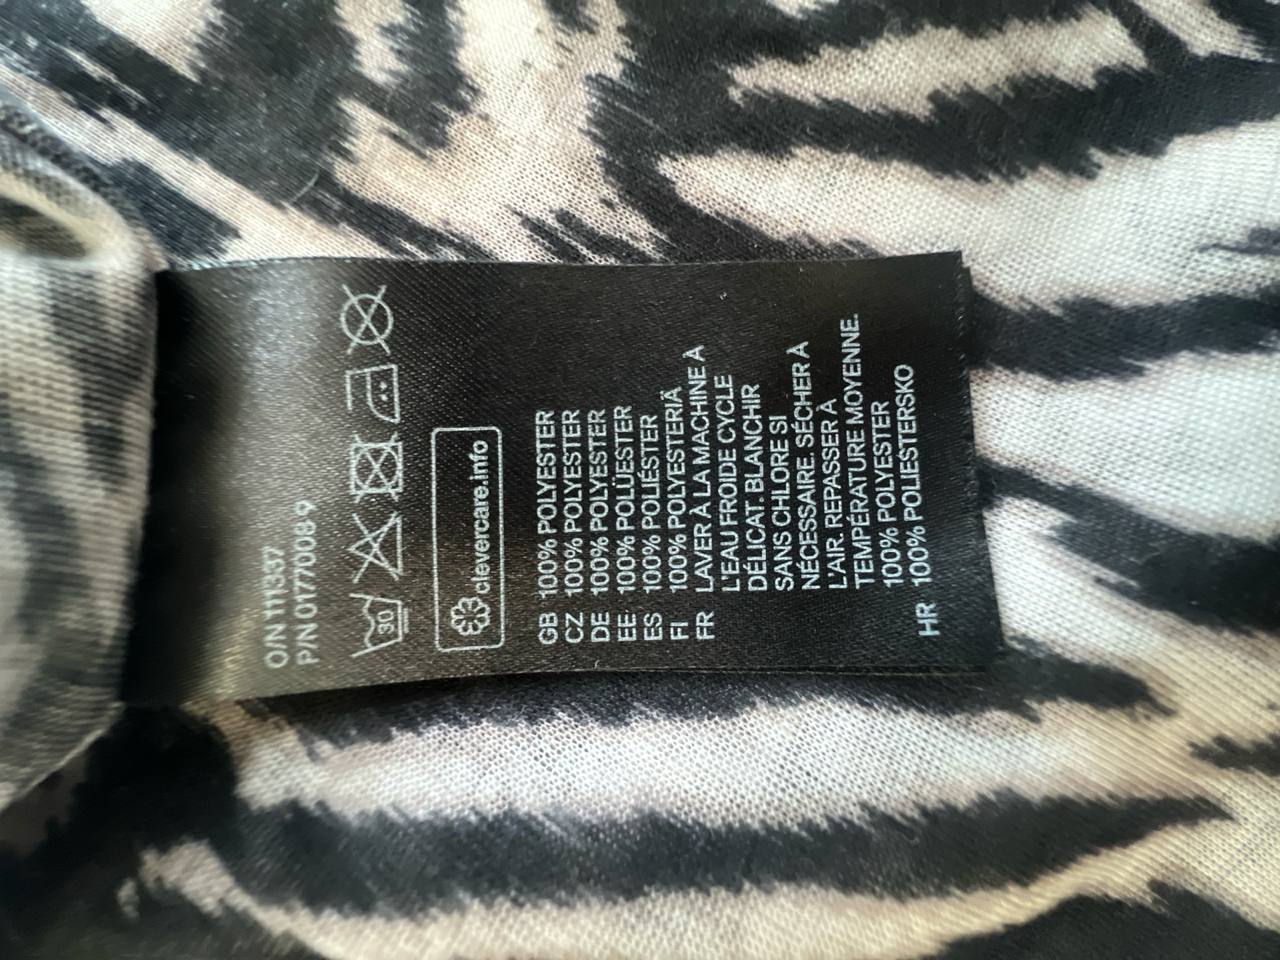 O/N 111337
P/N 0177008 9
30
clevercare.info
GB 100% POLYESTER
CZ 100% POLYESTER
DE 100% POLYESTER
EE 100% POLÜESTER
ES 100% POLIÉSTER
FI 100% POLYESTERIÄ
FR LAVER À LA MACHINE A
L'EAU FROIDE CYCLE
DÉLICAT. BLANCHIR
SANS CHLORE SI
NÉCESSAIRE. SÉCHER À
L'AIR. REPASSER À
TEMPÉRATURE MOYENNE.
100% POLYESTER
HR 100% POLIESTERSKO